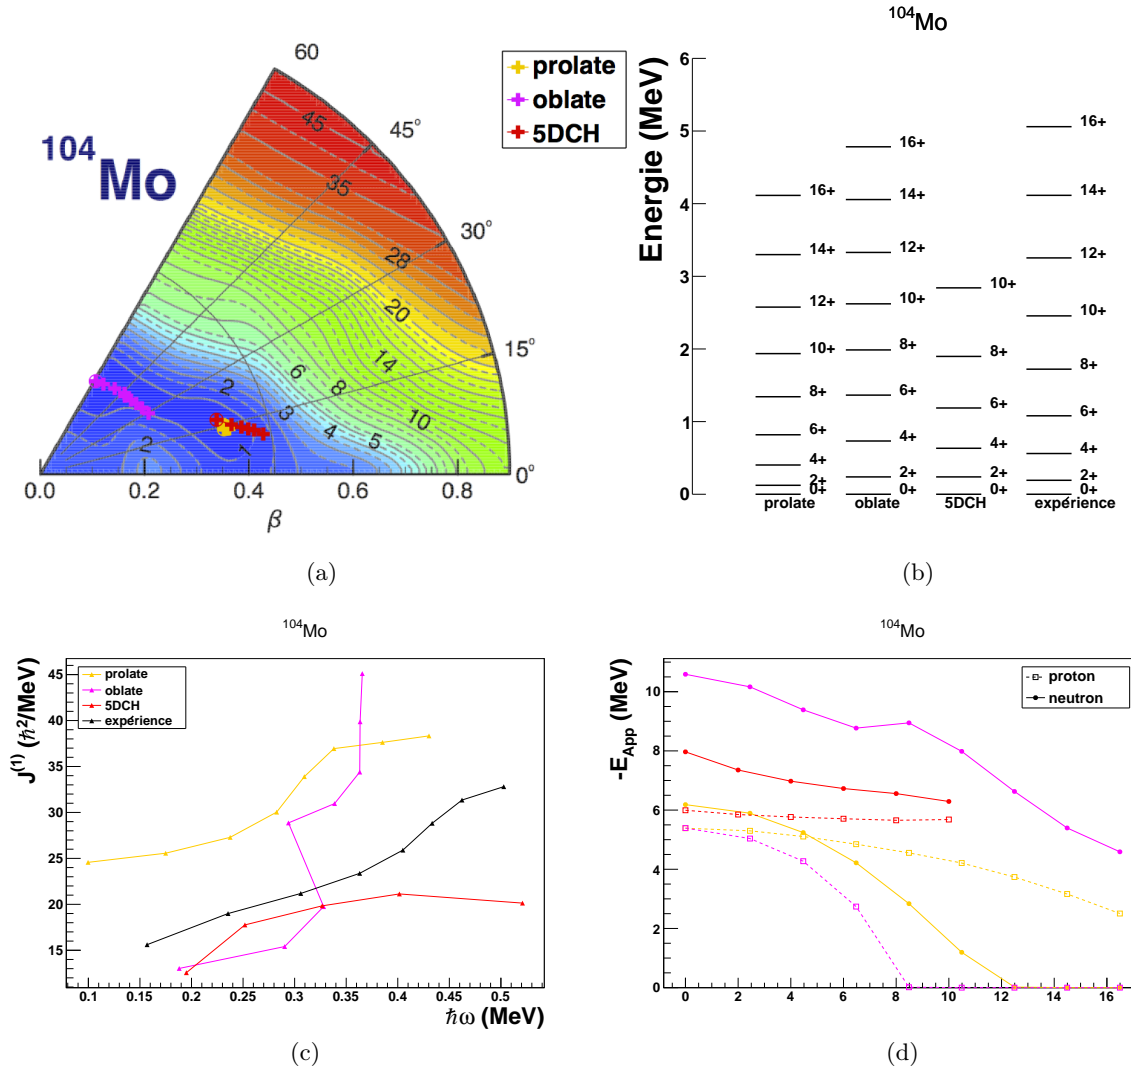 60
prolate
oblate
5DCH
104Mo
45
45°
35
30°
28
20
15°
14
6
8
2
3
4
5
10
2
1
0°
0.0 0.2 0.4 0.6 0.8
β
(a)
104Mo
Energie (MeV)
6
5
4
3
2
1
0
16+
14+
12+
10+
8+
6+
4+
2+
0+
prolate
16+
14+
12+
10+
8+
6+
4+
2+
0+
oblate
10+
8+
6+
4+
2+
0+
5DCH
16+
14+
12+
10+
8+
6+
4+
2+
0+
expérience
(b)
104Mo
J(1) (ℏ2/MeV)
45
40
35
30
25
20
15
prolate
oblate
5DCH
expérience
0.1 0.15 0.2 0.25 0.3 0.35 0.4 0.45 0.5
ℏω (MeV)
(c)
104Mo
-EApp (MeV)
10
8
6
4
2
0
proton
neutron
0 2 4 6 8 10 12 14 16
(d)